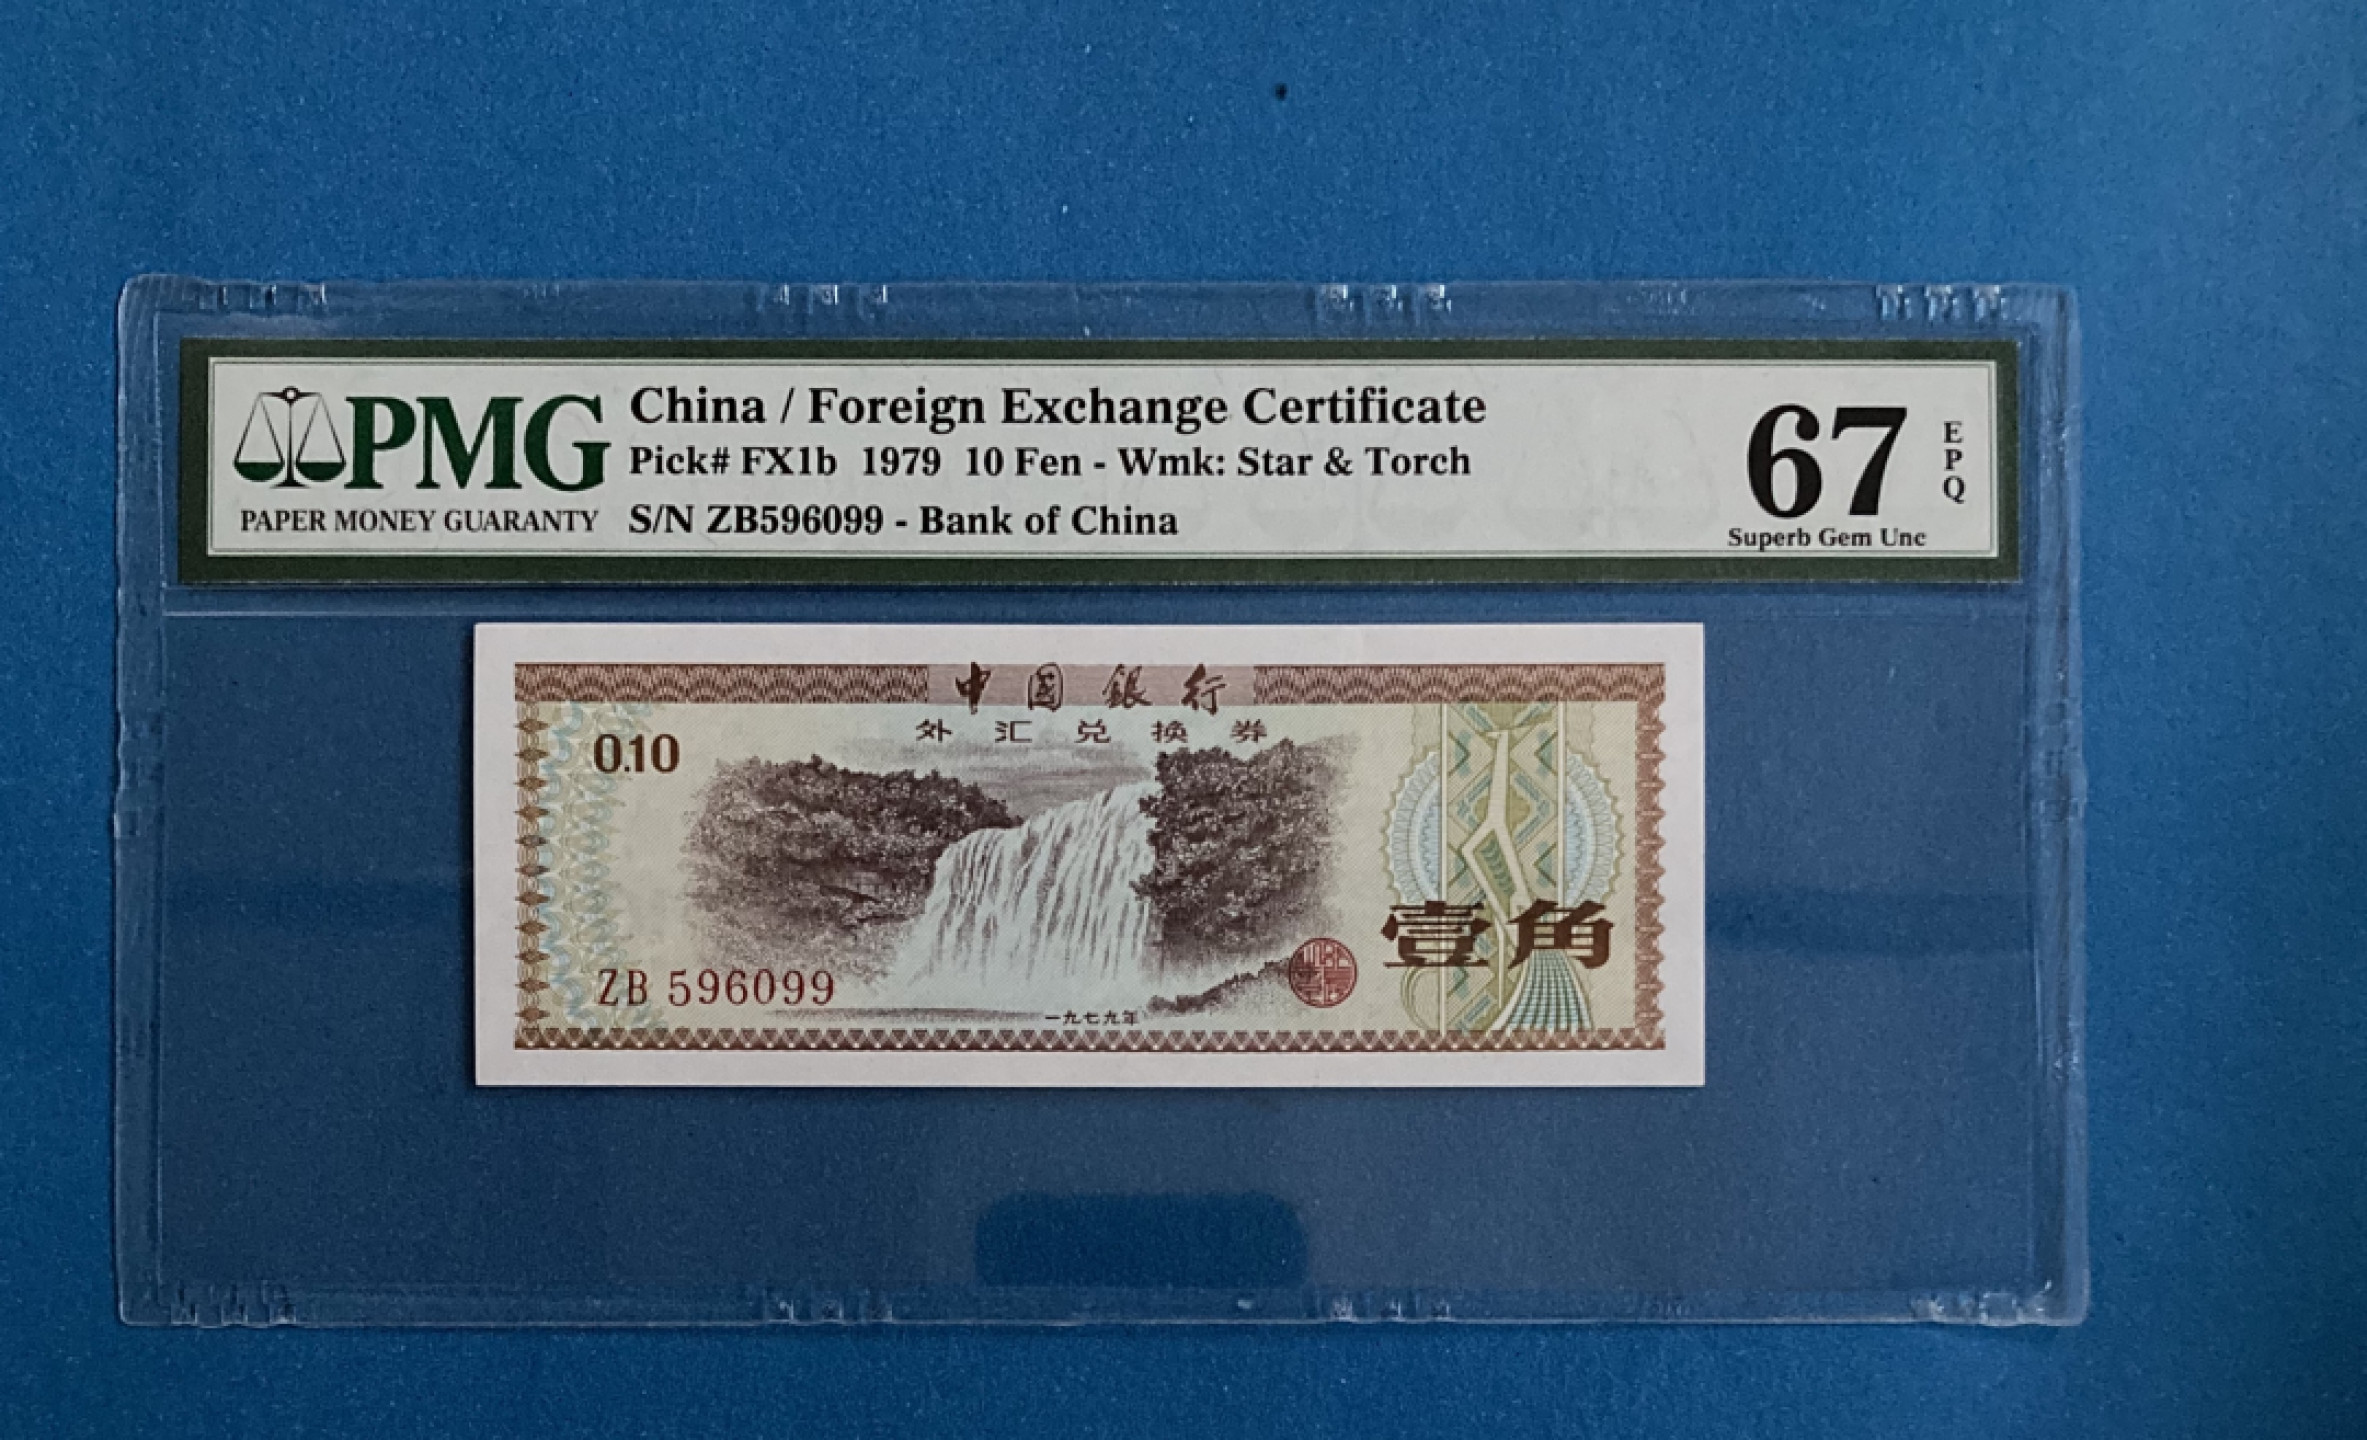 PMG
PAPER MONEY GUARANTY
China / Foreign Exchange Certificate
Pick# FX1b 1979 10 Fen - Wmk: Star & Torch
S/N ZB596099 - Bank of China
67
EPQ
Superb Gem Unc
中國銀行
外汇兑换券
0.10
壹角
ZB 596099
一九七九年